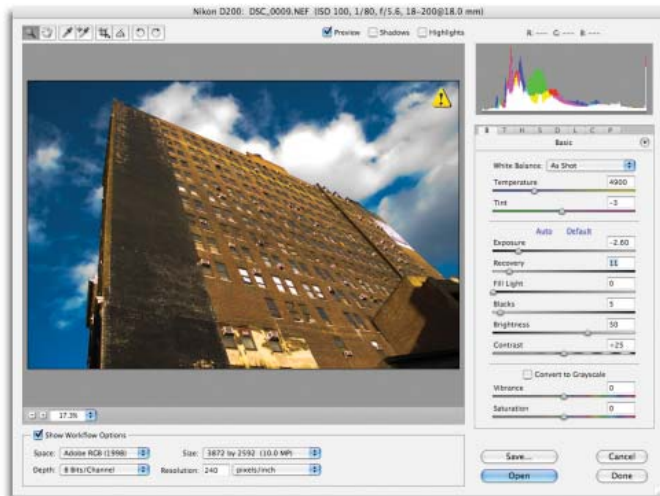 Nikon D200: DSC_0009.NEF (ISO 100, 1/80, f/5.6, 18-200@18.0 mm)
Preview Shadows Highlights
R: --- G: --- B: ---
B T H S D L C P
Basic
White Balance: As Shot
Temperature 4900
Tint -3
Auto Default
Exposure -2.60
Recovery 11
Fill Light 0
Blacks 5
Brightness 50
Contrast +25
Convert to Grayscale
Vibrance 0
Saturation 0
17.3%
Show Workflow Options
Space: Adobe RGB (1998) Size: 3872 by 2592 (10.0 MP)
Depth: 8 Bits/Channel Resolution: 240 pixels/inch
Save... Cancel
Open Done